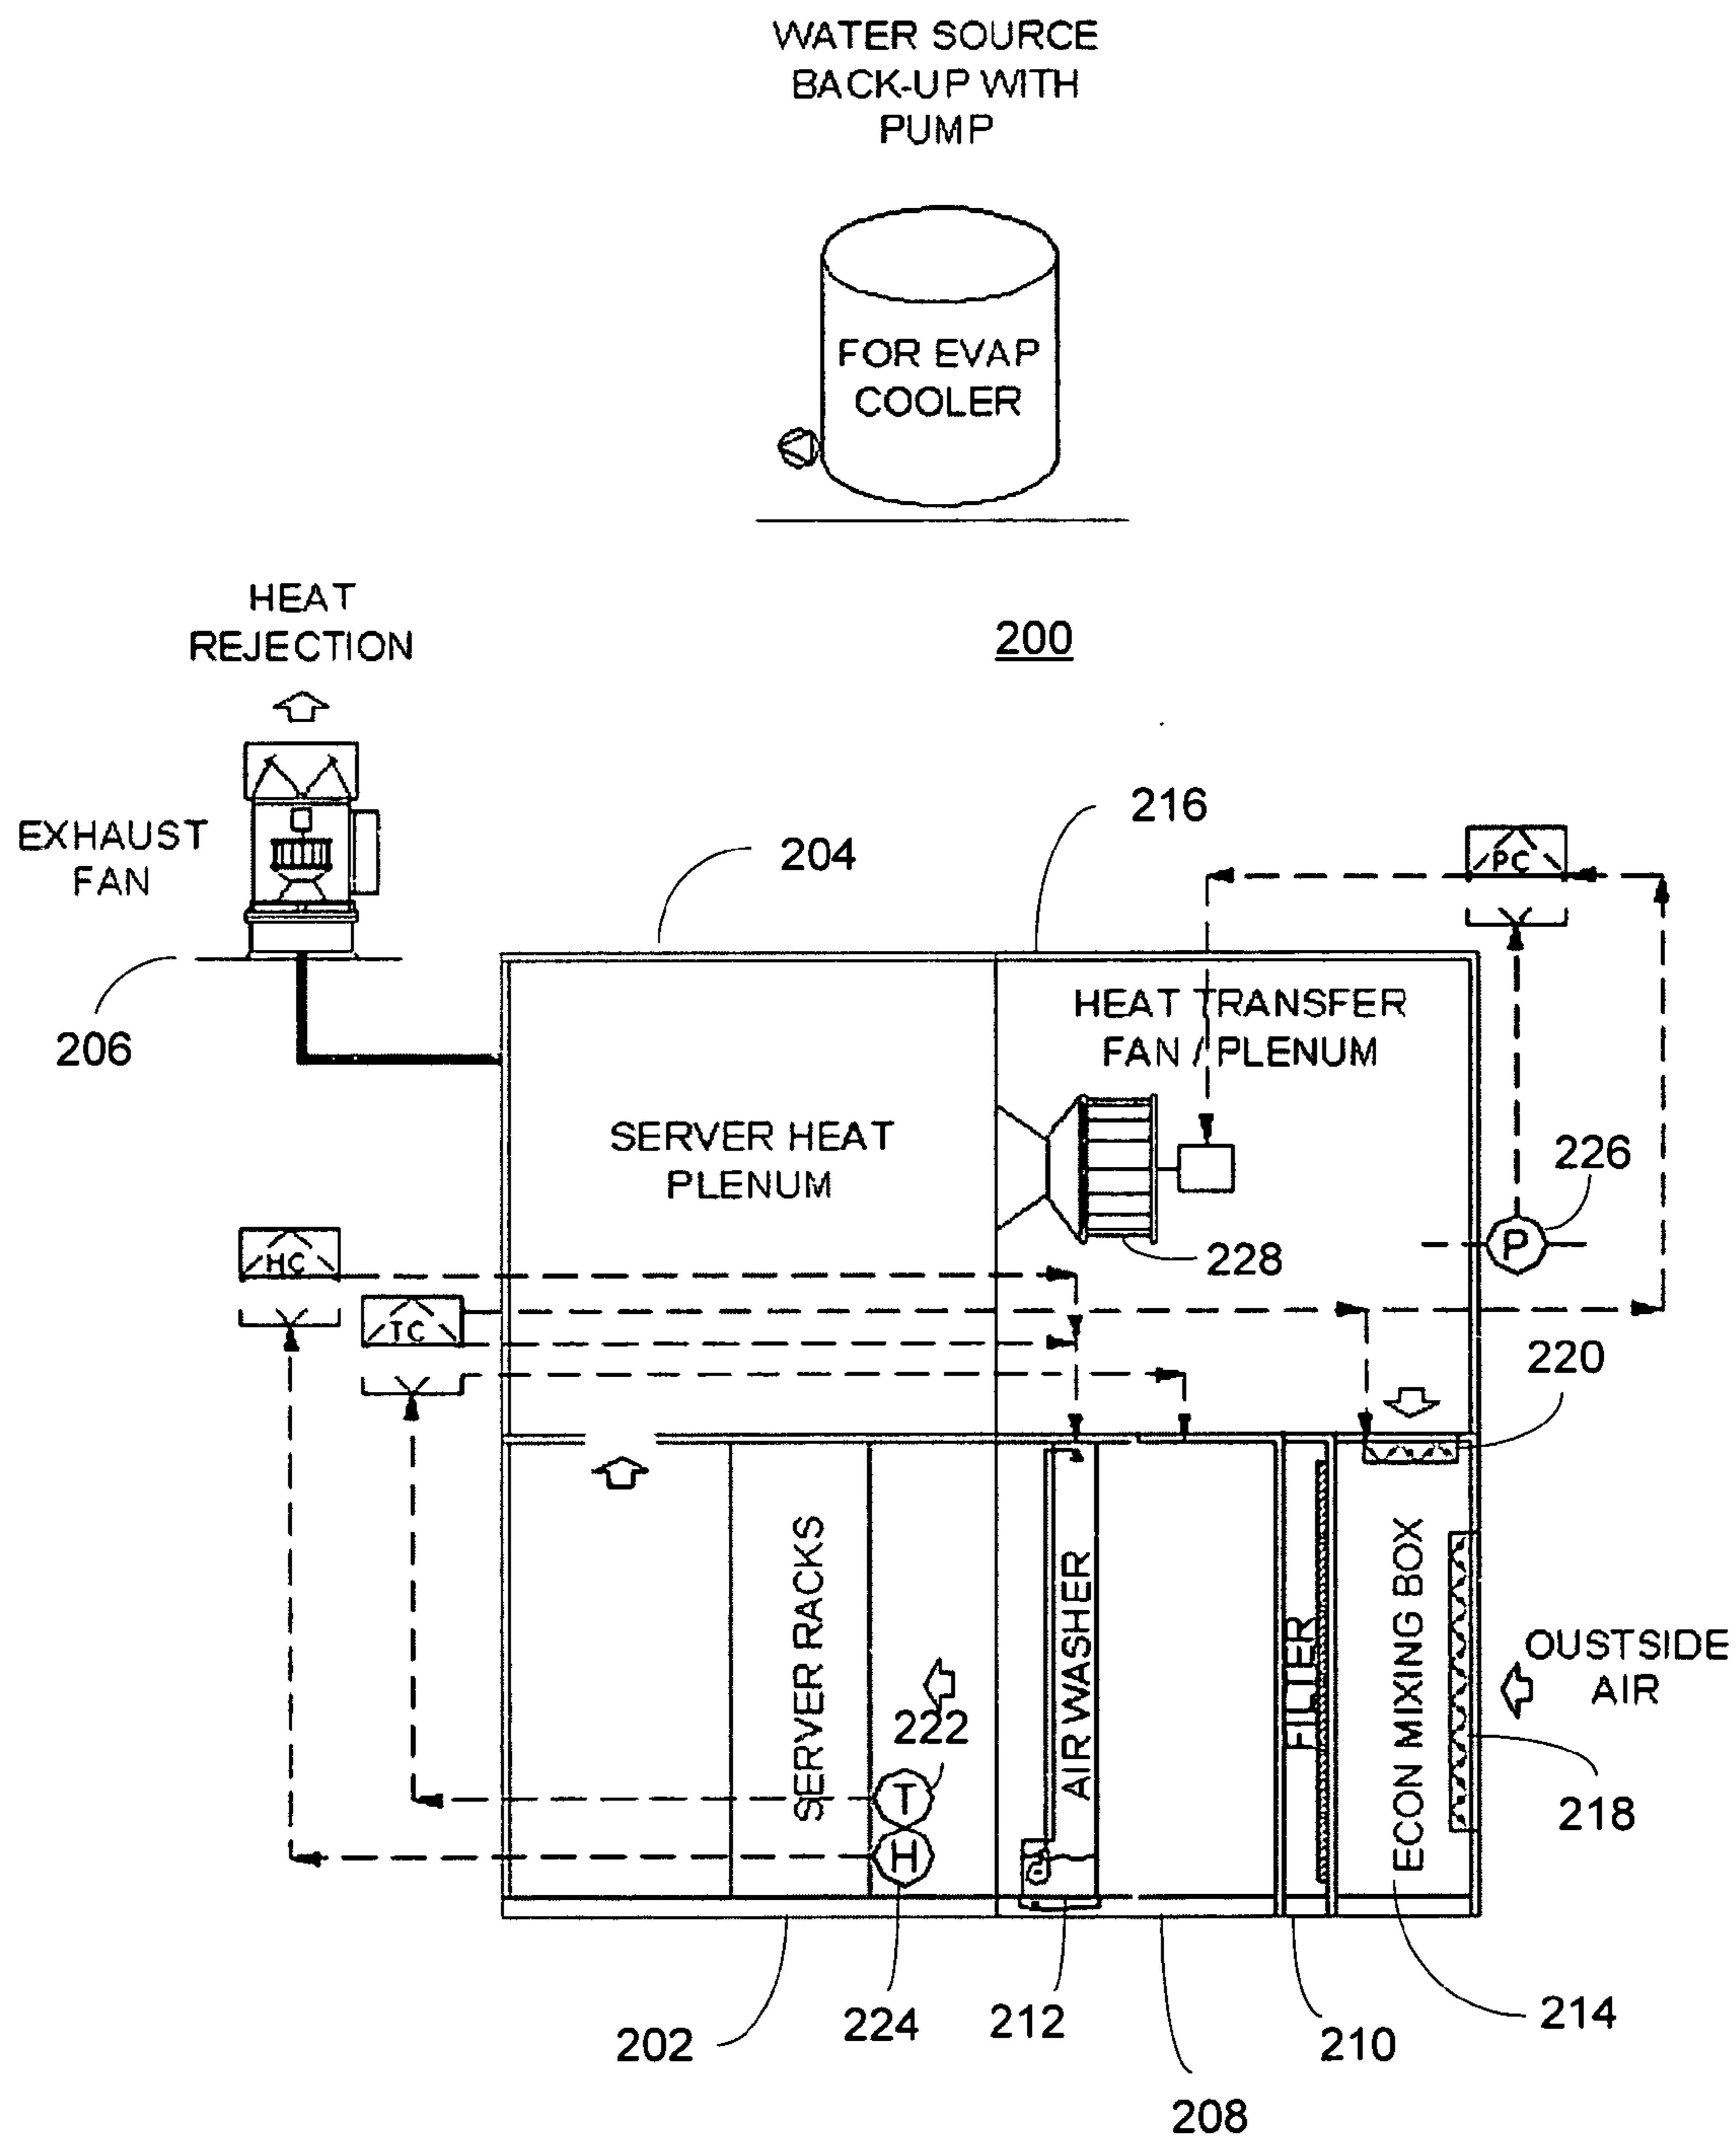 WATER SOURCE
BACK-UP WITH
PUMP
FOR EVAP
COOLER
HEAT
REJECTION
200
EXHAUST
FAN
206
204
216
PC
HEAT TRANSFER
FAN / PLENUM
SERVER HEAT
PLENUM
226
P
228
HC
TC
220
SERVER RACKS
AIR WASHER
FILTER
ECON MIXING BOX
OUSTSIDE
AIR
222
T
H
218
202
224
212
208
210
214